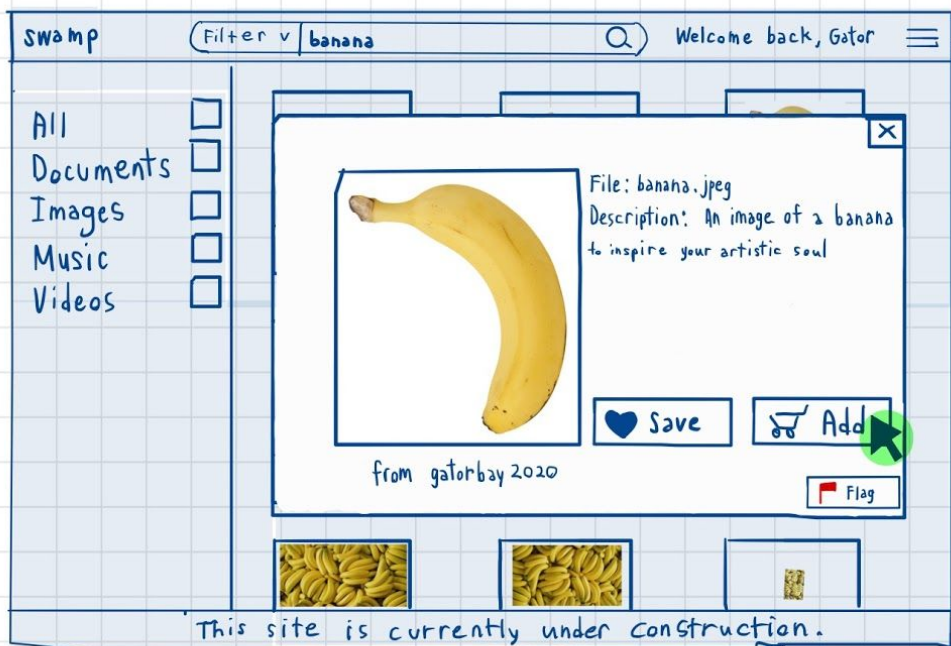 swamp
Filter v
banana
Welcome back, Gator
All
Documents
Images
Music
Videos
File: banana.jpeg
Description: An image of a banana
to inspire your artistic soul
Save
Add
from gatorbay 2020
Flag
This site is currently under construction.